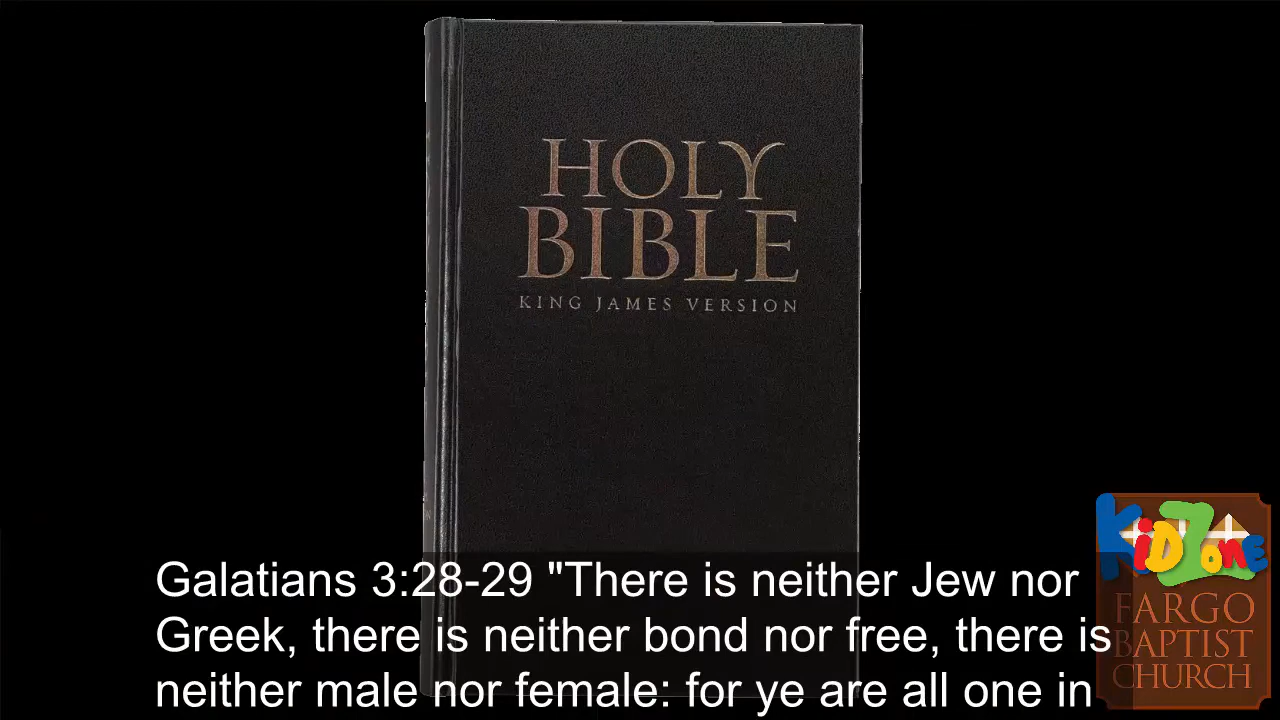 HOLY
BIBLE
KING JAMES VERSION
Galatians 3:28-29 "There is neither Jew nor
Greek, there is neither bond nor free, there is
neither male nor female: for ye are all one in
KiDZone
FARGO
BAPTIST
CHURCH